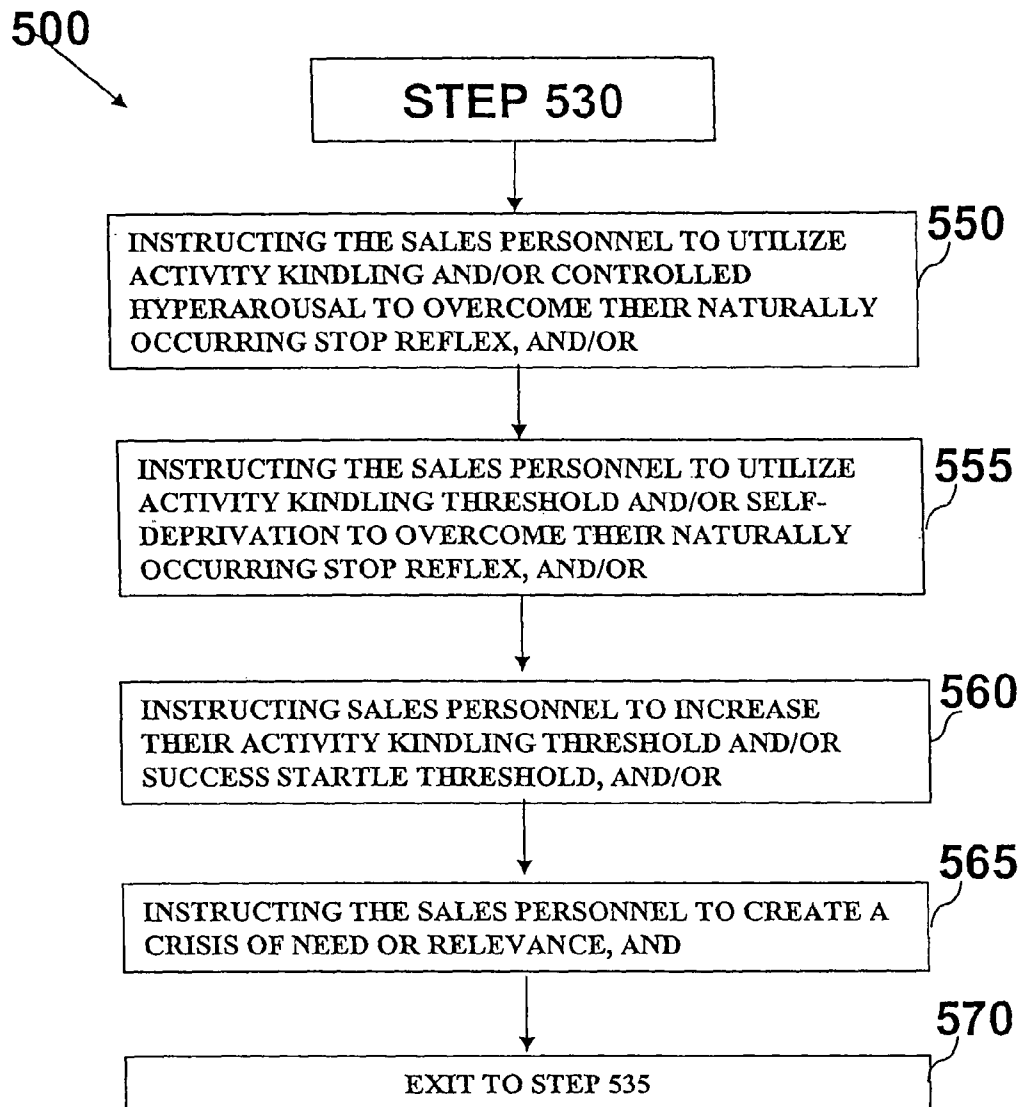 500
STEP 530
550
INSTRUCTING THE SALES PERSONNEL TO UTILIZE
ACTIVITY KINDLING AND/OR CONTROLLED
HYPERAROUSAL TO OVERCOME THEIR NATURALLY
OCCURRING STOP REFLEX, AND/OR
555
INSTRUCTING THE SALES PERSONNEL TO UTILIZE
ACTIVITY KINDLING THRESHOLD AND/OR SELF-
DEPRIVATION TO OVERCOME THEIR NATURALLY
OCCURRING STOP REFLEX, AND/OR
560
INSTRUCTING SALES PERSONNEL TO INCREASE
THEIR ACTIVITY KINDLING THRESHOLD AND/OR
SUCCESS STARTLE THRESHOLD, AND/OR
565
INSTRUCTING THE SALES PERSONNEL TO CREATE A
CRISIS OF NEED OR RELEVANCE, AND
570
EXIT TO STEP 535